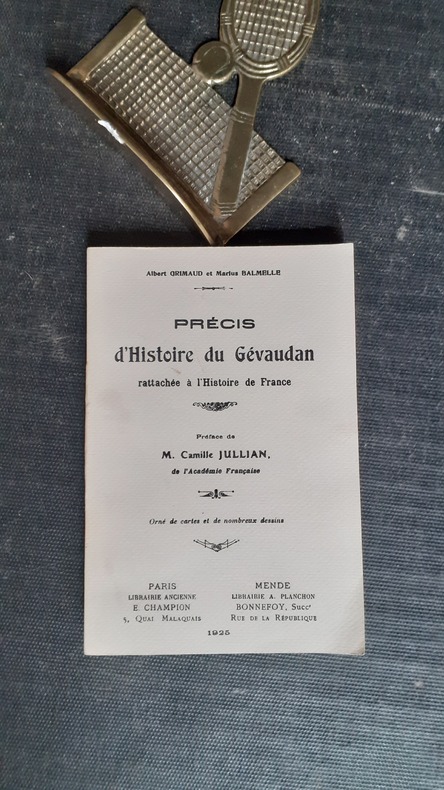 Albert GRIMAUD et Marius BALMELLE
PRÉCIS
d'Histoire du Gévaudan
rattachée à l'Histoire de France
Préface de
M. Camille JULLIAN,
de l'Académie Française
Orné de cartes et de nombreux dessins
PARIS
LIBRAIRIE ANCIENNE
E. CHAMPION
5, QUAI MALAQUAIS
MENDE
LIBRAIRIE A. PLANCHON
BONNEFOY, Succr
RUE DE LA RÉPUBLIQUE
1925